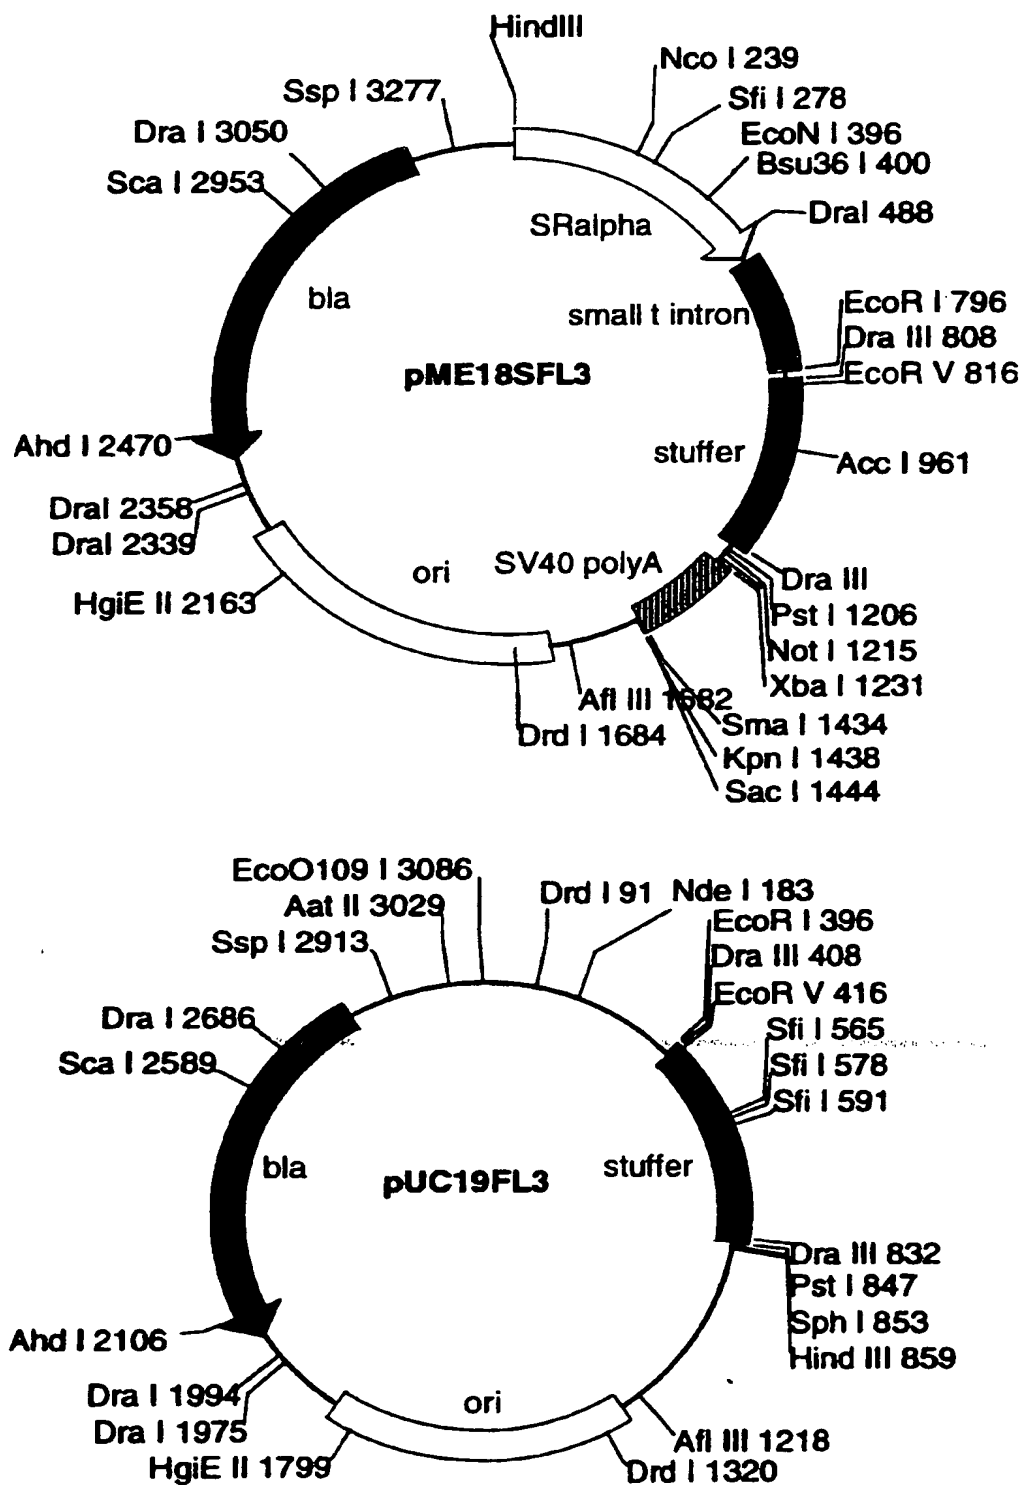 HindIII
Nco I 239
Ssp I 3277
Sfi I 278
Dra I 3050
EcoN I 396
Bsu36 I 400
Sca I 2953
DraI 488
SRalpha
bla
small t intron
EcoR I 796
Dra III 808
pME18SFL3
EcoR V 816
Ahd I 2470
stuffer
Acc I 961
DraI 2358
DraI 2339
ori
SV40 polyA
Dra III
HgiE II 2163
Pst I 1206
Not I 1215
Xba I 1231
Afl III 1682
Sma I 1434
Drd I 1684
Kpn I 1438
Sac I 1444
EcoO109 I 3086
Drd I 91
Nde I 183
Aat II 3029
EcoR I 396
Ssp I 2913
Dra III 408
EcoR V 416
Dra I 2686
Sfi I 565
Sca I 2589
Sfi I 578
Sfi I 591
bla
pUC19FL3
stuffer
Dra III 832
Pst I 847
Sph I 853
Ahd I 2106
Hind III 859
Dra I 1994
ori
Dra I 1975
Afl III 1218
HgiE II 1799
Drd I 1320